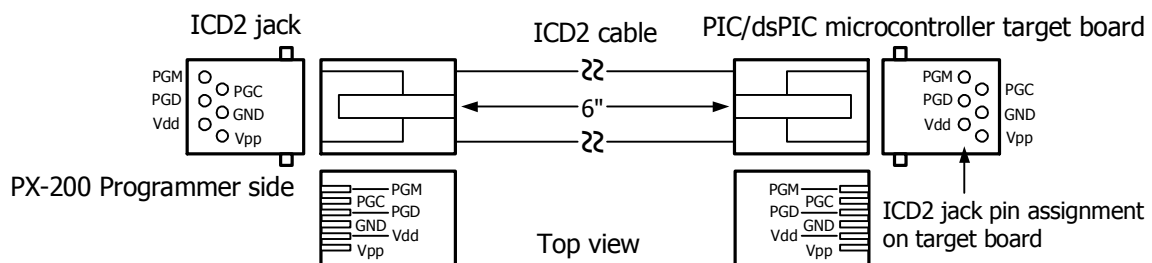 ICD2 jack
ICD2 cable
PIC/dsPIC microcontroller target board
PGM
PGC
PGD
GND
Vdd
Vpp
6"
PGM
PGC
PGD
GND
Vdd
Vpp
PX-200 Programmer side
PGM
PGC
PGD
GND
Vdd
Vpp
Top view
PGM
PGC
PGD
GND
Vdd
Vpp
ICD2 jack pin assignment
on target board